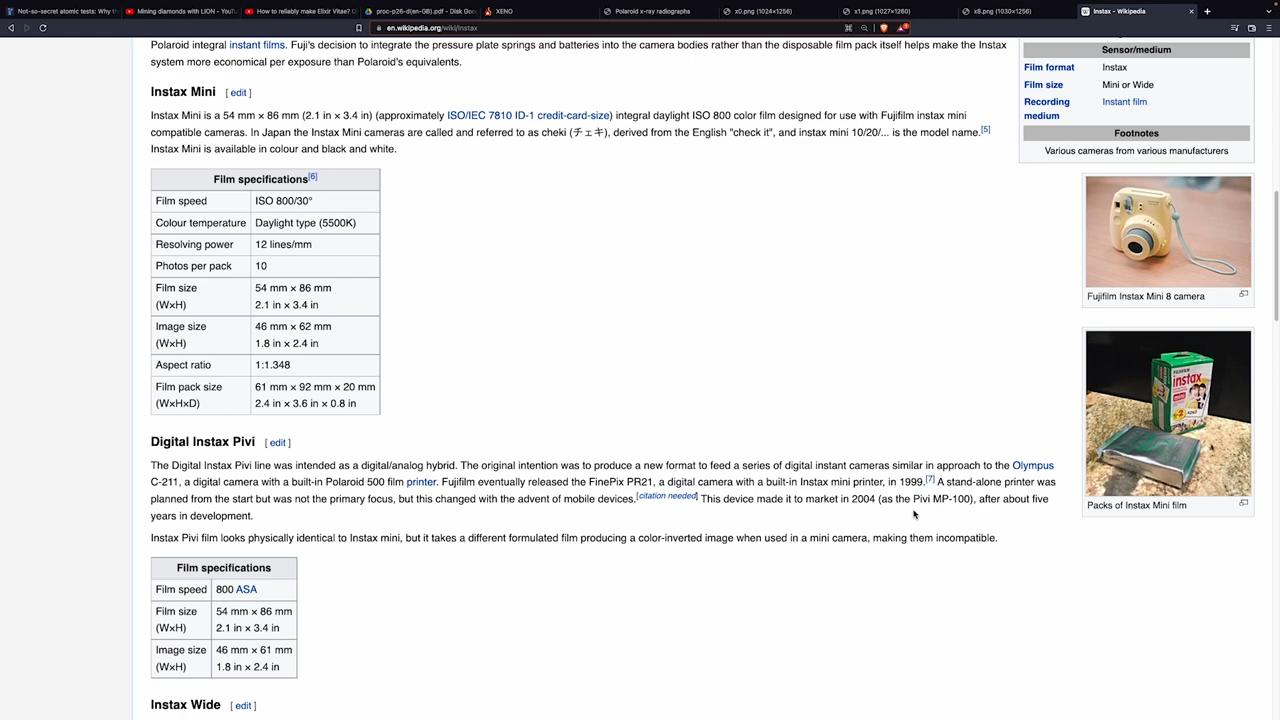 Not-so-secret atomic tests: Why th
Mining diamonds with LION - YouTu
How to reliably make Elixir Vitae? C
proc-p26-d(en-GB).pdf - Disk Goo
XENO
Polaroid x-ray radiographs
x0.png (1024×1256)
x1.png (1027×1260)
x8.png (1030×1256)
Instax - Wikipedia
en.wikipedia.org/wiki/Instax
Polaroid integral instant films. Fuji's decision to integrate the pressure plate springs and batteries into the camera bodies rather than the disposable film pack itself helps make the Instax
system more economical per exposure than Polaroid's equivalents.
Instax Mini [ edit ]
Instax Mini is a 54 mm × 86 mm (2.1 in × 3.4 in) (approximately ISO/IEC 7810 ID-1 credit-card-size) integral daylight ISO 800 color film designed for use with Fujifilm instax mini
compatible cameras. In Japan the Instax Mini cameras are called and referred to as cheki (チェキ), derived from the English "check it", and instax mini 10/20/... is the model name.[5]
Instax Mini is available in colour and black and white.
Film specifications[6]
Film speed ISO 800/30°
Colour temperature Daylight type (5500K)
Resolving power 12 lines/mm
Photos per pack 10
Film size 54 mm × 86 mm
(W×H) 2.1 in × 3.4 in
Image size 46 mm × 62 mm
(W×H) 1.8 in × 2.4 in
Aspect ratio 1:1.348
Film pack size 61 mm × 92 mm × 20 mm
(W×H×D) 2.4 in × 3.6 in × 0.8 in
Digital Instax Pivi [ edit ]
The Digital Instax Pivi line was intended as a digital/analog hybrid. The original intention was to produce a new format to feed a series of digital instant cameras similar in approach to the Olympus
C-211, a digital camera with a built-in Polaroid 500 film printer. Fujifilm eventually released the FinePix PR21, a digital camera with a built-in Instax mini printer, in 1999.[7] A stand-alone printer was
planned from the start but was not the primary focus, but this changed with the advent of mobile devices.[citation needed] This device made it to market in 2004 (as the Pivi MP-100), after about five
years in development.
Instax Pivi film looks physically identical to Instax mini, but it takes a different formulated film producing a color-inverted image when used in a mini camera, making them incompatible.
Film specifications
Film speed 800 ASA
Film size 54 mm × 86 mm
(W×H) 2.1 in × 3.4 in
Image size 46 mm × 61 mm
(W×H) 1.8 in × 2.4 in
Instax Wide [ edit ]
Sensor/medium
Film format Instax
Film size Mini or Wide
Recording Instant film
medium
Footnotes
Various cameras from various manufacturers
Fujifilm Instax Mini 8 camera
instax
Packs of Instax Mini film